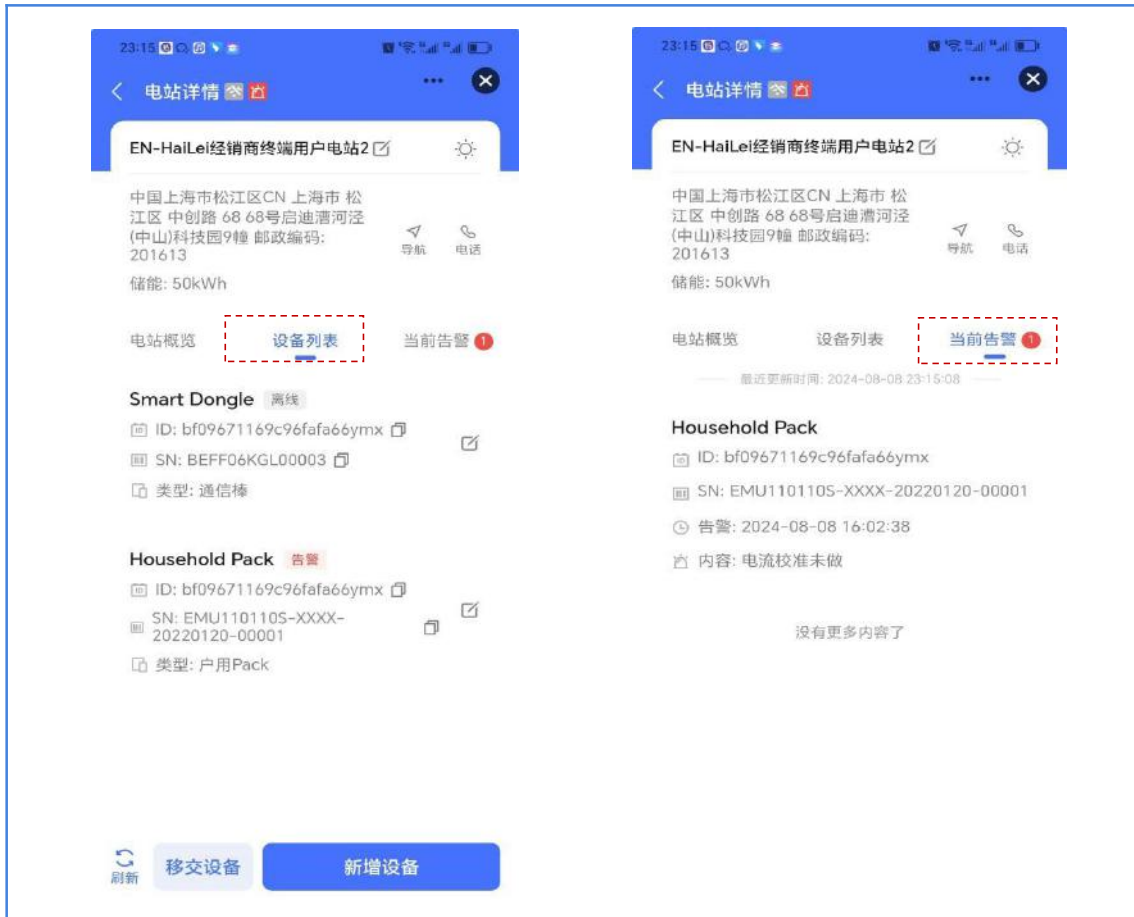 23:15
电站详情
EN-HaiLei经销商终端用户电站2
中国上海市松江区CN 上海市 松
江区 中创路 68 68号启迪漕河泾
(中山)科技园9幢 邮政编码:
201613
导航
电话
储能: 50kWh
电站概览
设备列表
当前告警 1
Smart Dongle 离线
ID: bf09671169c96fafa66ymx
SN: BEFF06KGL00003
类型: 通信棒
Household Pack 告警
ID: bf09671169c96fafa66ymx
SN: EMU110110S-XXXX-
20220120-00001
类型: 户用Pack
刷新
移交设备
新增设备
23:15
电站详情
EN-HaiLei经销商终端用户电站2
中国上海市松江区CN 上海市 松
江区 中创路 68 68号启迪漕河泾
(中山)科技园9幢 邮政编码:
201613
导航
电话
储能: 50kWh
电站概览
设备列表
当前告警 1
最近更新时间: 2024-08-08 23:15:08
Household Pack
ID: bf09671169c96fafa66ymx
SN: EMU110110S-XXXX-20220120-00001
告警: 2024-08-08 16:02:38
内容: 电流校准未做
没有更多内容了